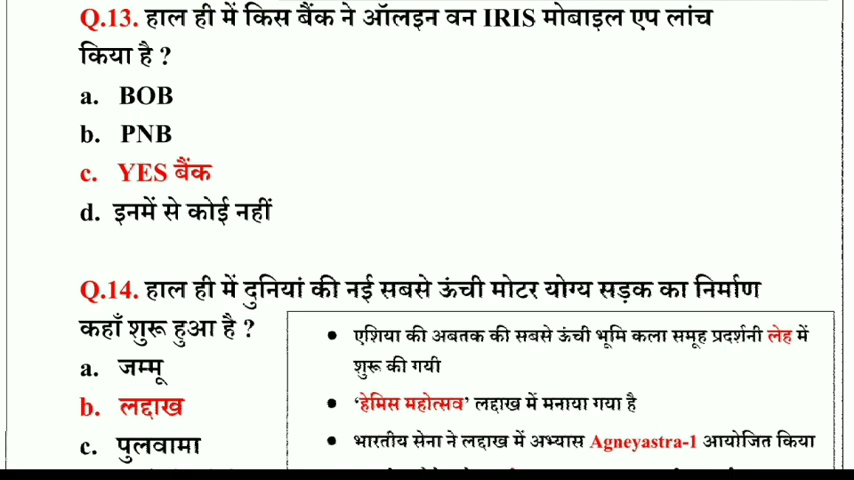 Q.13. हाल ही में किस बैंक ने ऑलइन वन IRIS मोबाइल एप लांच
किया है ?
a. BOB
b. PNB
c. YES बैंक
d. इनमें से कोई नहीं
Q.14. हाल ही में दुनियां की नई सबसे ऊंची मोटर योग्य सड़क का निर्माण
कहाँ शुरू हुआ है ?
a. जम्मू
b. लद्दाख
c. पुलवामा
• एशिया की अबतक की सबसे ऊंची भूमि कला समूह प्रदर्शनी लेह में
शुरू की गयी
• ‘हेमिस महोत्सव’ लद्दाख में मनाया गया है
• भारतीय सेना ने लद्दाख में अभ्यास Agneyastra-1 आयोजित किया